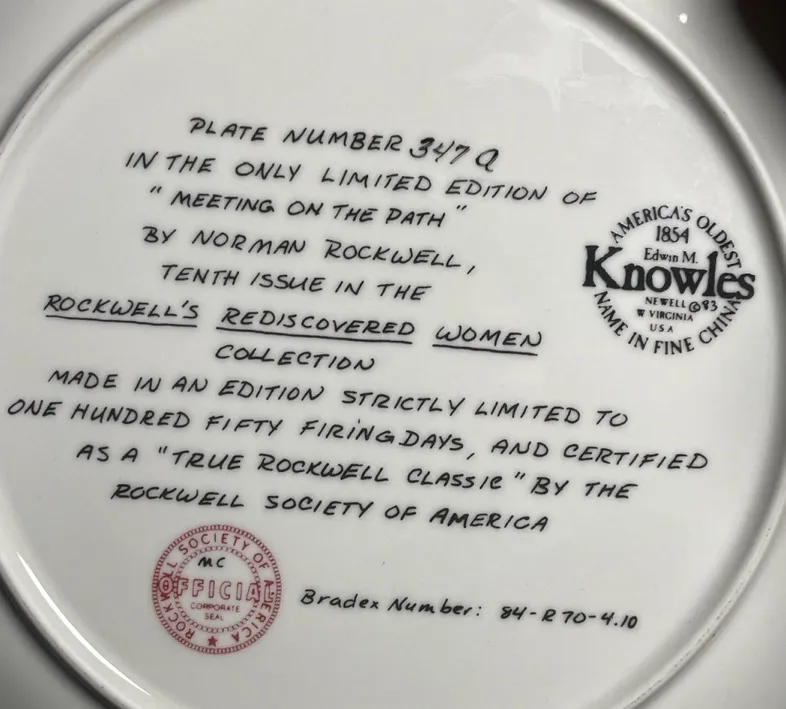 PLATE NUMBER 347 Q
IN THE ONLY LIMITED EDITION OF
"MEETING ON THE PATH"
BY NORMAN ROCKWELL,
TENTH ISSUE IN THE
ROCKWELL'S REDISCOVERED WOMEN
COLLECTION
MADE IN AN EDITION STRICTLY LIMITED TO
ONE HUNDRED FIFTY FIRING DAYS, AND CERTIFIED
AS A "TRUE ROCKWELL CLASSIC" BY THE
ROCKWELL SOCIETY OF AMERICA
AMERICA'S OLDEST
1854
Edwin M.
Knowles
NEWELL ©83
W VIRGINIA
USA
NAME IN FINE CHINA
ROCKWELL SOCIETY OF AMERICA
MC
OFFICIAL
CORPORATE
SEAL
Bradex Number: 84-R70-4.10